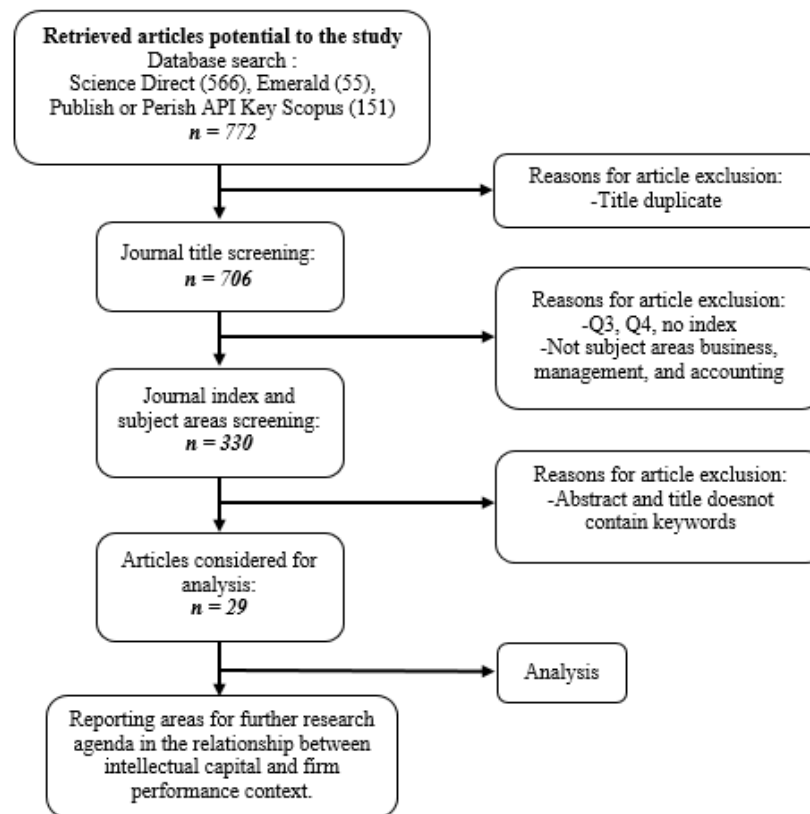 Retrieved articles potential to the study
Database search :
Science Direct (566), Emerald (55),
Publish or Perish API Key Scopus (151)
n = 772
Reasons for article exclusion:
-Title duplicate
Journal title screening:
n = 706
Reasons for article exclusion:
-Q3, Q4, no index
-Not subject areas business,
management, and accounting
Journal index and
subject areas screening:
n = 330
Reasons for article exclusion:
-Abstract and title doesnot
contain keywords
Articles considered for
analysis:
n = 29
Analysis
Reporting areas for further research
agenda in the relationship between
intellectual capital and firm
performance context.